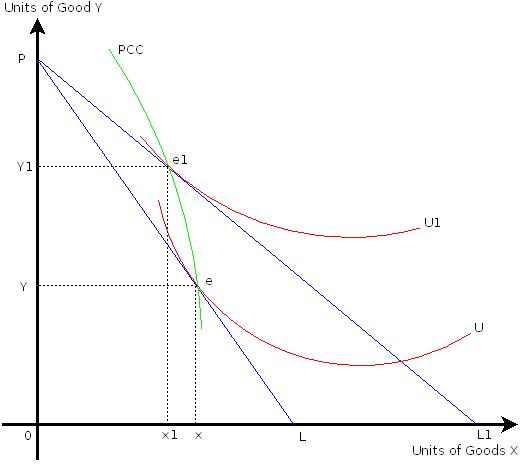 Units of Good Y
PCC
P
e1
Y1
U1
e
Y
U
0
x1
x
L
L1
Units of Goods X